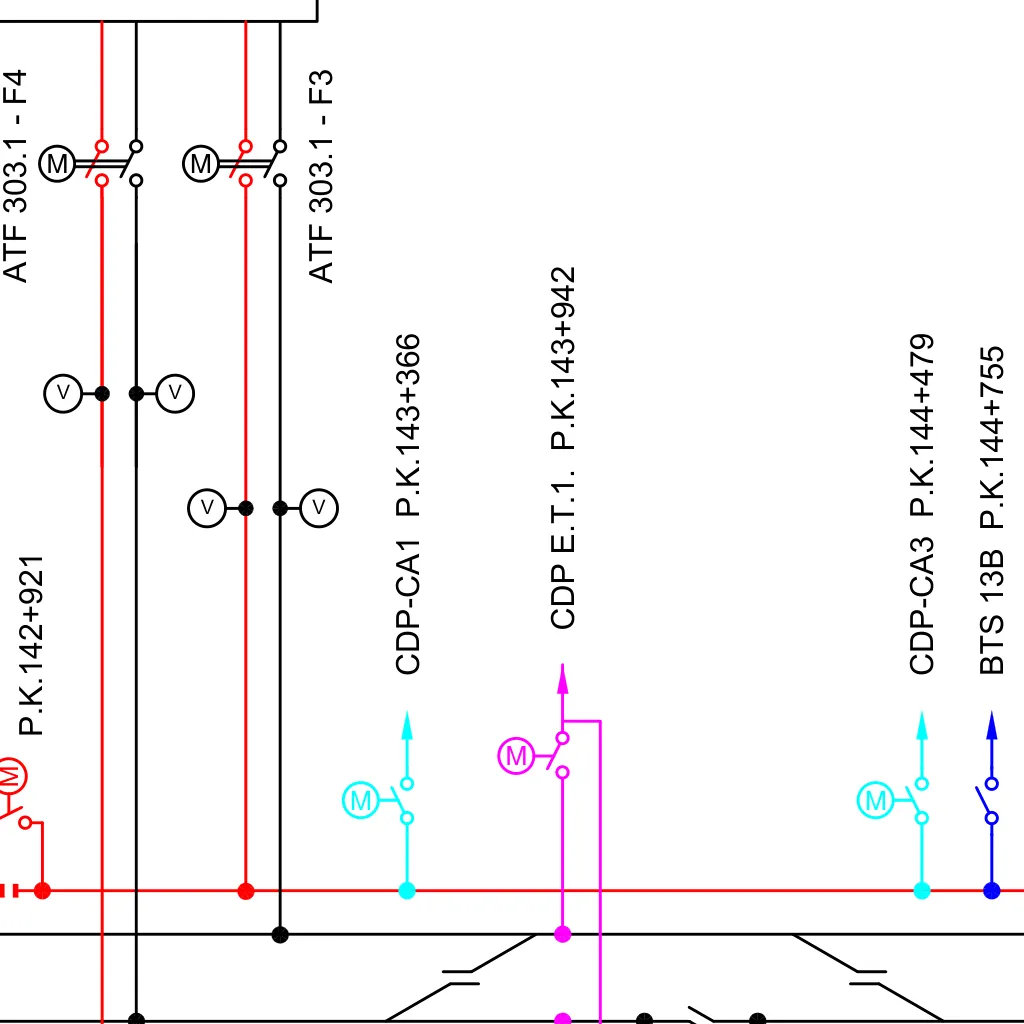 ATF 303.1 - F4
M
M
ATF 303.1 - F3
V
V
V
V
P.K.142+921
M
CDP-CA1 P.K.143+366
M
CDP E.T.1. P.K.143+942
M
CDP-CA3 P.K.144+479
M
BTS 13B P.K.144+755